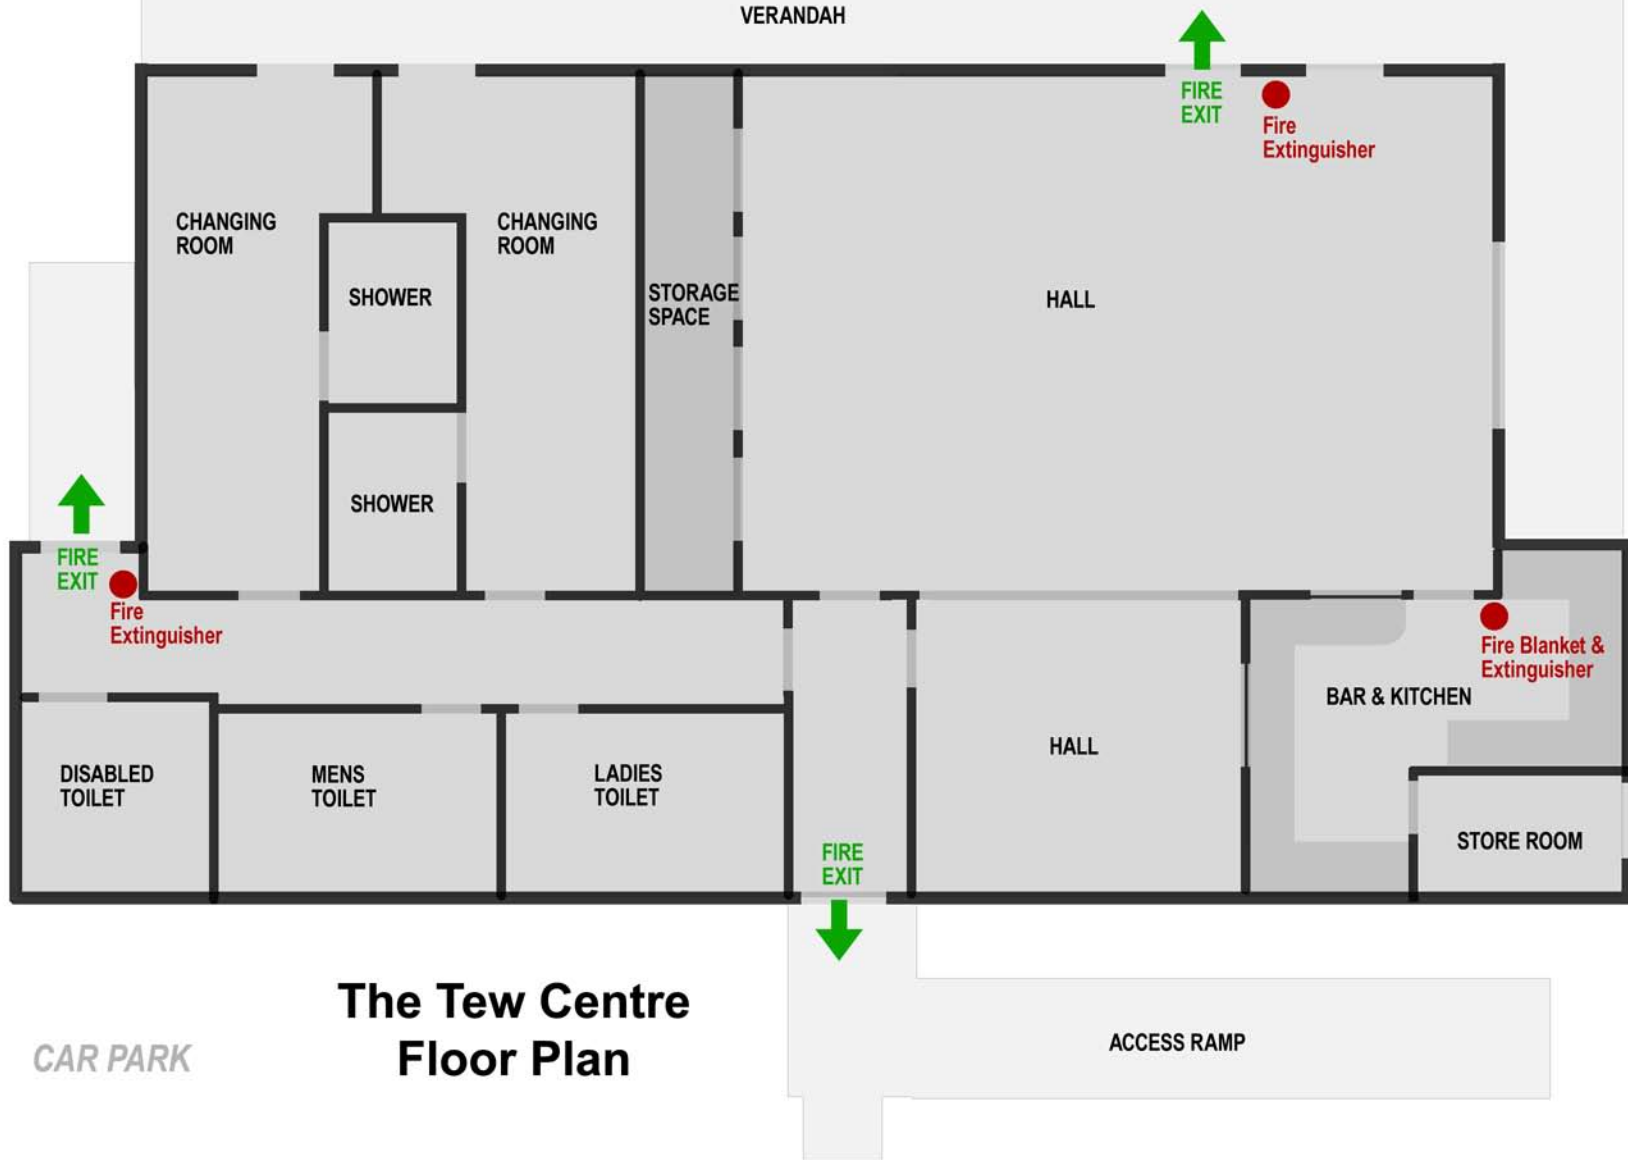 VERANDAH
FIRE
EXIT
Fire
Extinguisher
CHANGING
ROOM
CHANGING
ROOM
SHOWER
STORAGE
SPACE
HALL
SHOWER
FIRE
EXIT
Fire
Extinguisher
Fire Blanket &
Extinguisher
BAR & KITCHEN
HALL
DISABLED
TOILET
MENS
TOILET
LADIES
TOILET
STORE ROOM
FIRE
EXIT
The Tew Centre
Floor Plan
CAR PARK
ACCESS RAMP